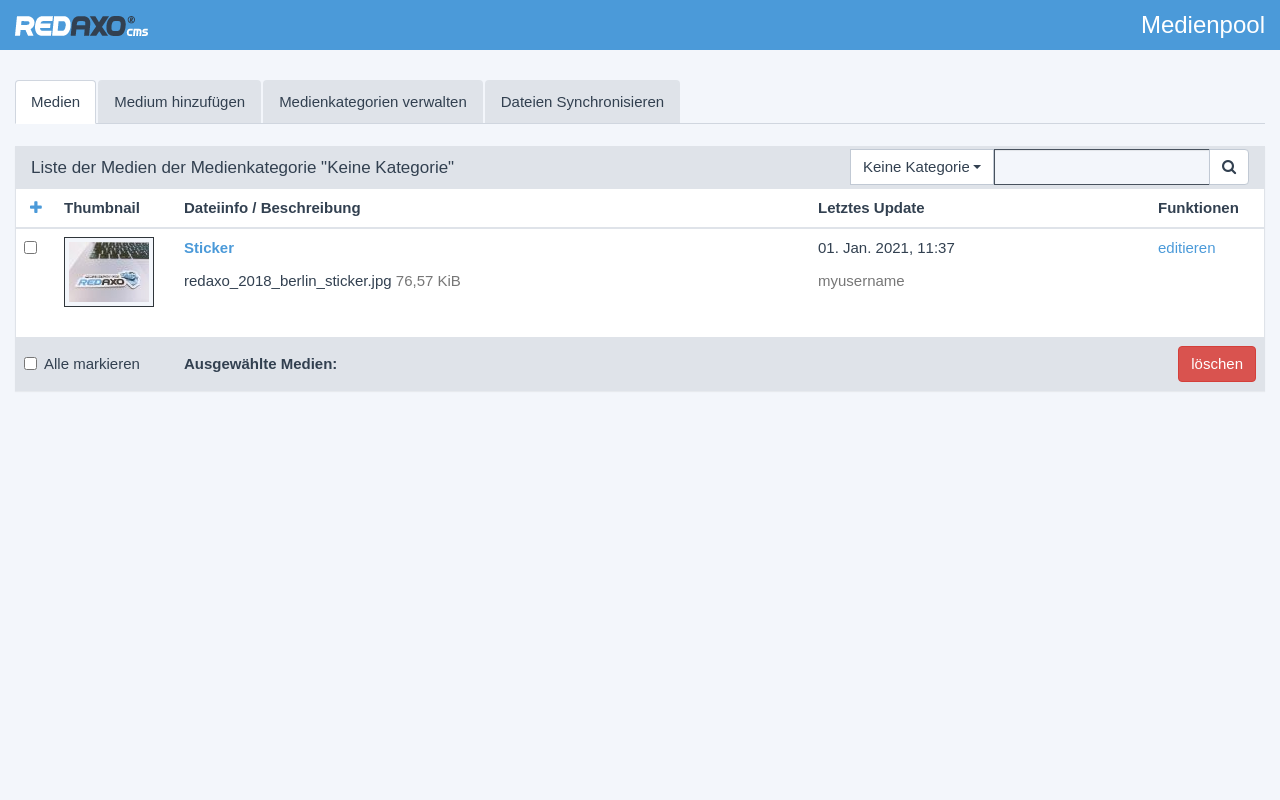 REDAXO® cms
Medienpool
Medien Medium hinzufügen Medienkategorien verwalten Dateien Synchronisieren
Liste der Medien der Medienkategorie "Keine Kategorie" Keine Kategorie
Thumbnail Dateiinfo / Beschreibung Letztes Update Funktionen
REDAXO
Sticker 01. Jan. 2021, 11:37 editieren
redaxo_2018_berlin_sticker.jpg 76,57 KiB myusername
Alle markieren Ausgewählte Medien: löschen